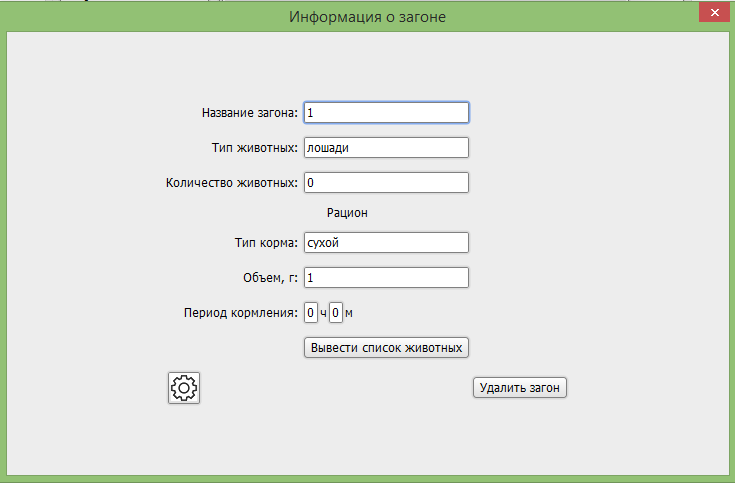 Информация о загоне
Название загона: 1
Тип животных: лошади
Количество животных: 0
Рацион
Тип корма: сухой
Объем, г: 1
Период кормления: 0 ч 0 м
Вывести список животных
Удалить загон